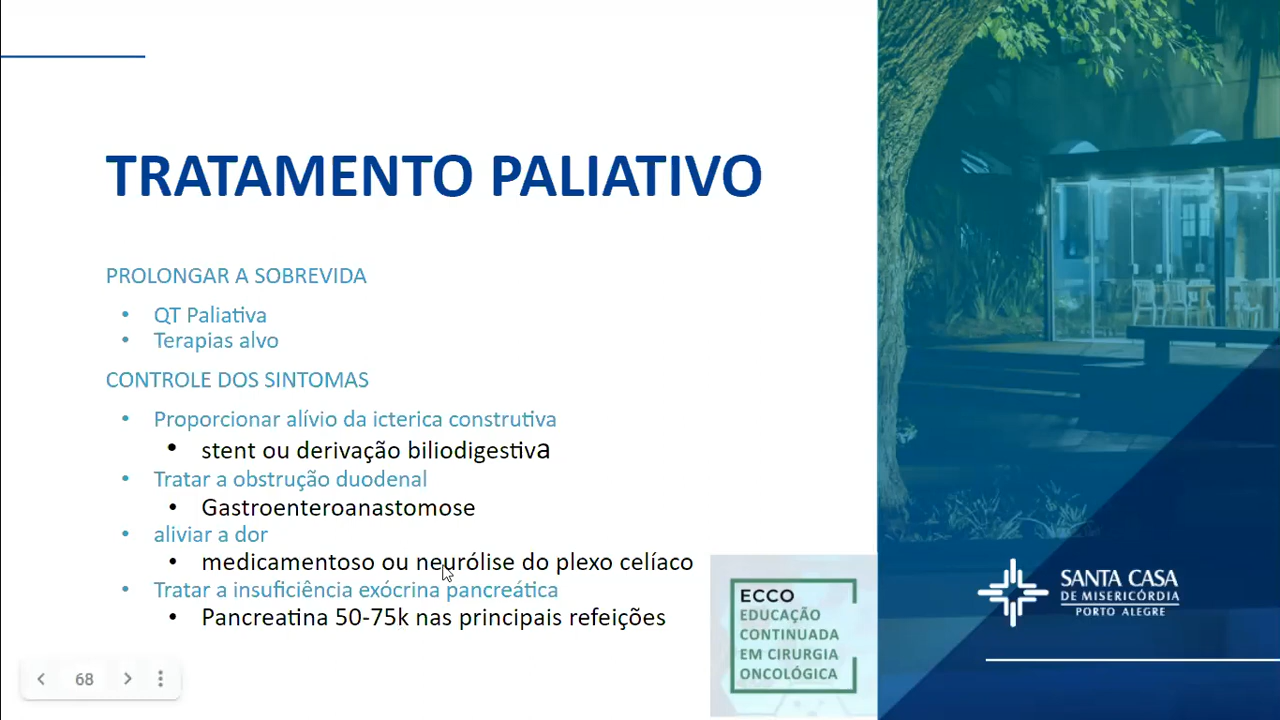 TRATAMENTO PALIATIVO
PROLONGAR A SOBREVIDA
• QT Paliativa
• Terapias alvo
CONTROLE DOS SINTOMAS
• Proporcionar alívio da icterica construtiva
• stent ou derivação biliodigestiva
• Tratar a obstrução duodenal
• Gastroenteroanastomose
• aliviar a dor
• medicamentoso ou neurólise do plexo celíaco
• Tratar a insuficiência exócrina pancreática
• Pancreatina 50-75k nas principais refeições
68
ECCO
EDUCAÇÃO
CONTINUADA
EM CIRURGIA
ONCOLÓGICA
SANTA CASA
DE MISERICÓRDIA
PORTO ALEGRE